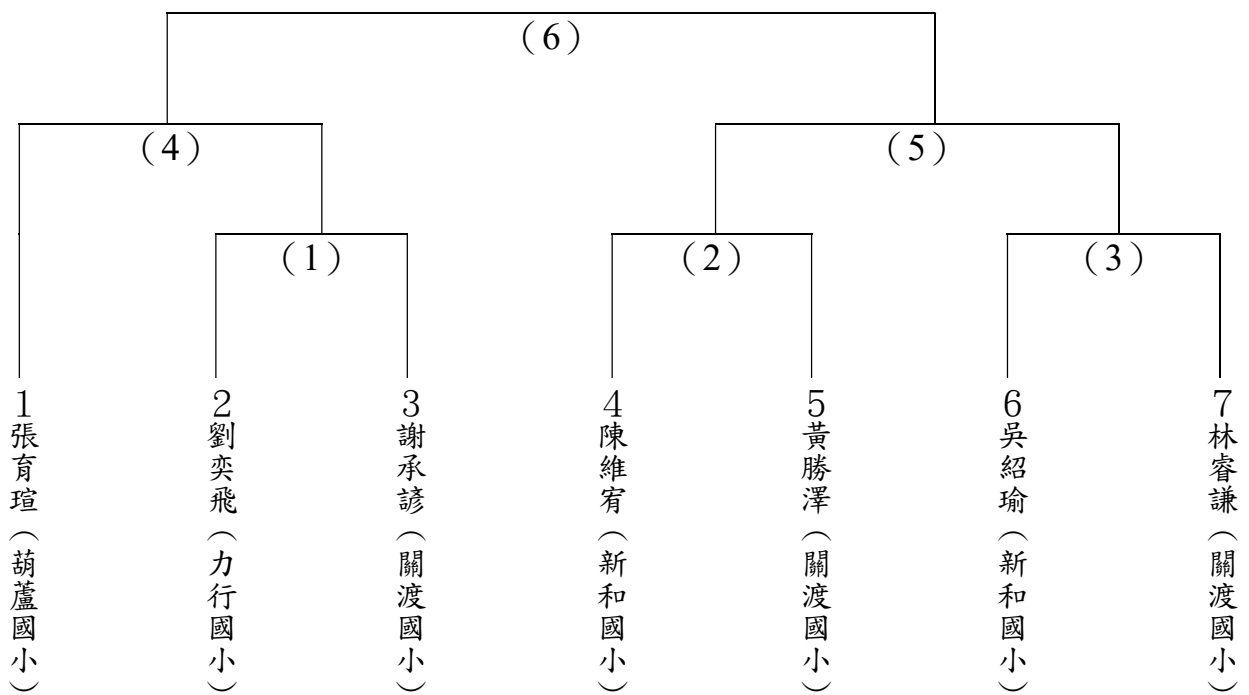 （6）
（4）
（5）
（1）
（2）
（3）
1張育瑄（葫蘆國小）
2劉奕飛（力行國小）
3謝承諺（關渡國小）
4陳維宥（新和國小）
5黃勝澤（關渡國小）
6吳紹瑜（新和國小）
7林睿謙（關渡國小）